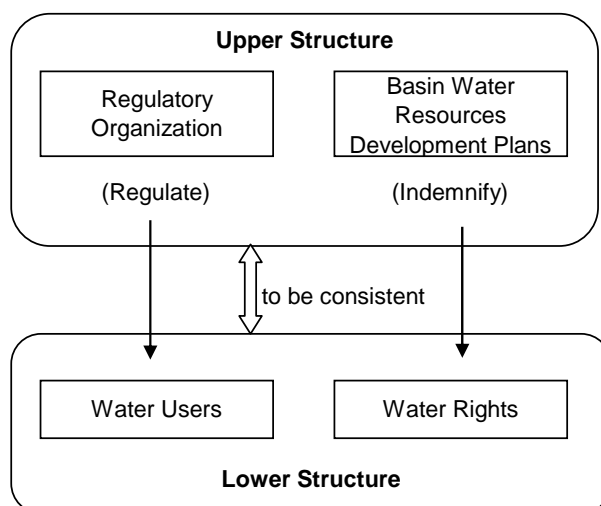 Upper Structure
Regulatory
Organization
Basin Water
Resources
Development Plans
(Regulate)
(Indemnify)
to be consistent
Water Users
Water Rights
Lower Structure